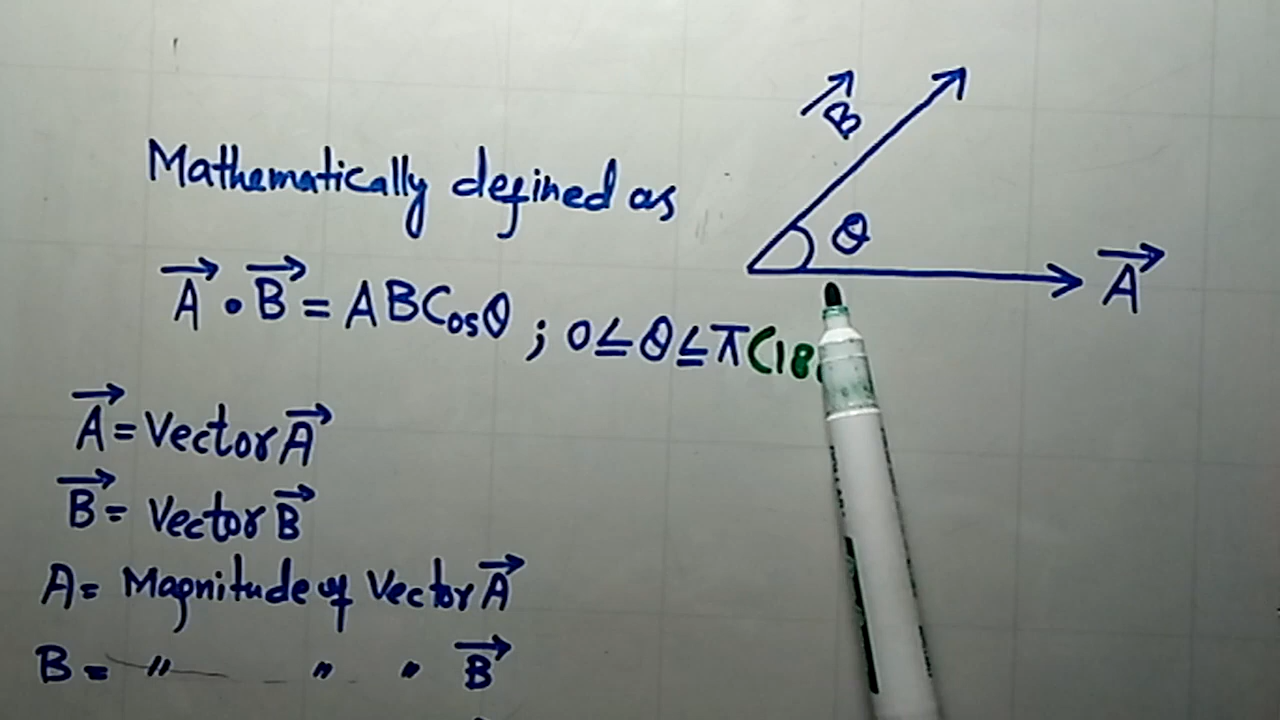 Mathematically defined as
A⃗ • B⃗ = ABCosθ ; 0≤θ≤π(18
A⃗ = Vector A⃗
B⃗ = Vector B⃗
A = Magnitude of Vector A⃗
B = " " " B⃗
B⃗
θ
A⃗